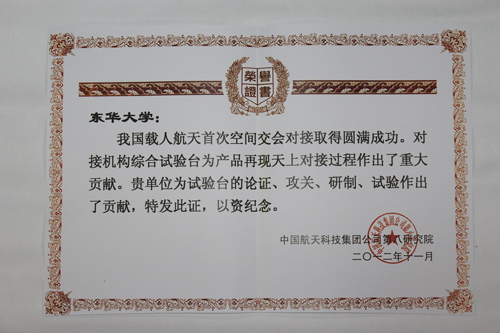 榮譽
證書
东华大学：
我国载人航天首次空间交会对接取得圆满成功。对
接机构综合试验台为产品再现天上对接过程作出了重大
贡献。贵单位为试验台的论证、攻关、研制、试验作出
了贡献，特发此证，以资纪念。
中国航天科技集团公司第八研究院
二〇一二年十一月